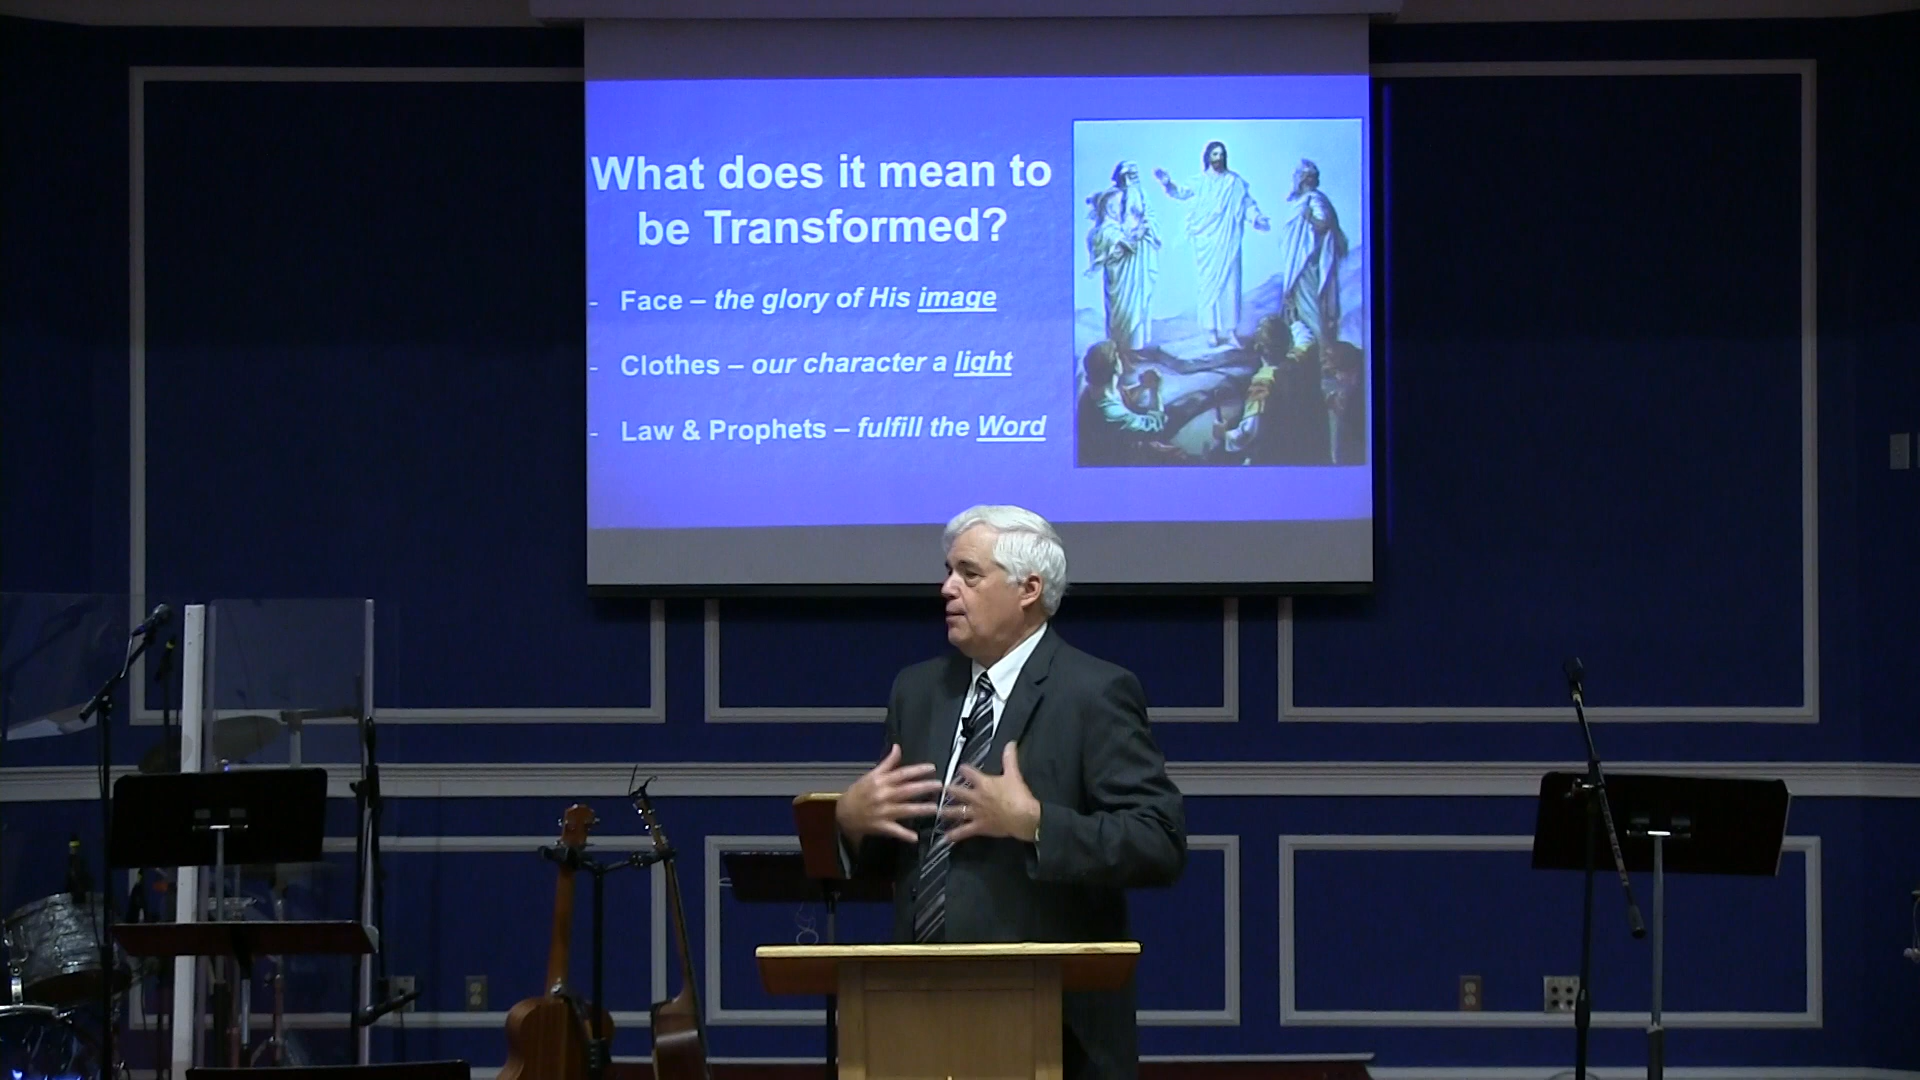 What does it mean to
be Transformed?
- Face – the glory of His image
- Clothes – our character a light
- Law & Prophets – fulfill the Word